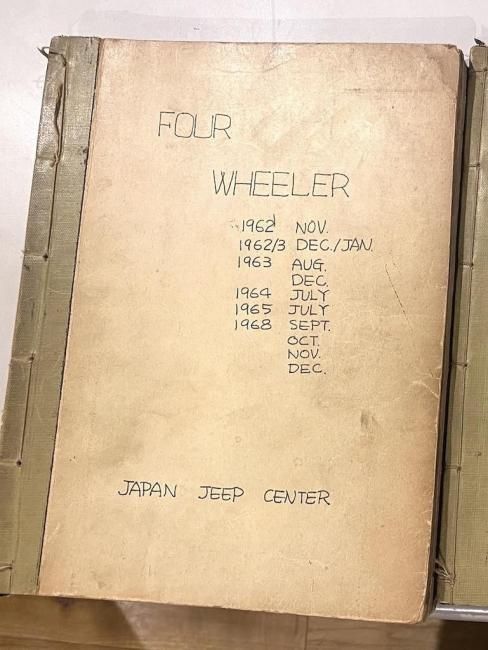 FOUR
WHEELER
1962 NOV.
1962/3 DEC./JAN.
1963 AUG.
DEC.
1964 JULY
1965 JULY
1968 SEPT.
OCT.
NOV.
DEC.
JAPAN JEEP CENTER